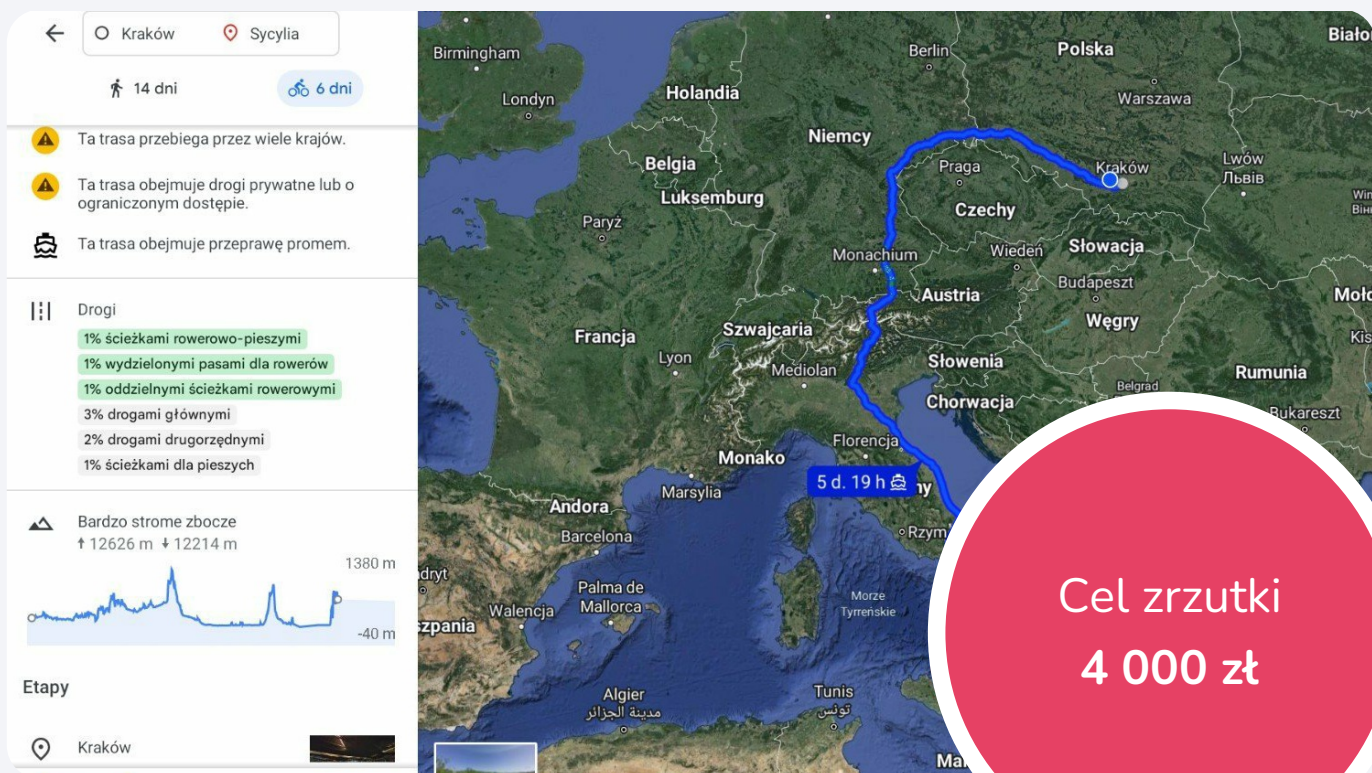 Kraków
Sycylia
14 dni
6 dni
Ta trasa przebiega przez wiele krajów.
Ta trasa obejmuje drogi prywatne lub o
ograniczonym dostępie.
Ta trasa obejmuje przeprawę promem.
Drogi
1% ścieżkami rowerowo-pieszymi
1% wydzielonymi pasami dla rowerów
1% oddzielnymi ścieżkami rowerowymi
3% drogami głównymi
2% drogami drugorzędnymi
1% ścieżkami dla pieszych
Bardzo strome zbocze
12626 m
12214 m
1380 m
-40 m
Etapy
Kraków
Birmingham
Berlin
Polska
Londyn
Holandia
Warszawa
Niemcy
Belgia
Praga
Kraków
Lwów
Львів
Luksemburg
Paryż
Czechy
Monachium
Wiedeń
Słowacja
Austria
Budapeszt
Francja
Szwajcaria
Węgry
Lyon
Mediolan
Słowenia
Rumunia
Chorwacja
Belgrad
Bukareszt
Florencja
Monako
5 d. 19 h
Marsylia
Andora
Barcelona
Palma de
Mallorca
Walencja
Morze
Tyrreńskie
Algier
مدينة الجزائر
Tunis
تونس
Cel zrzutki
4 000 zł